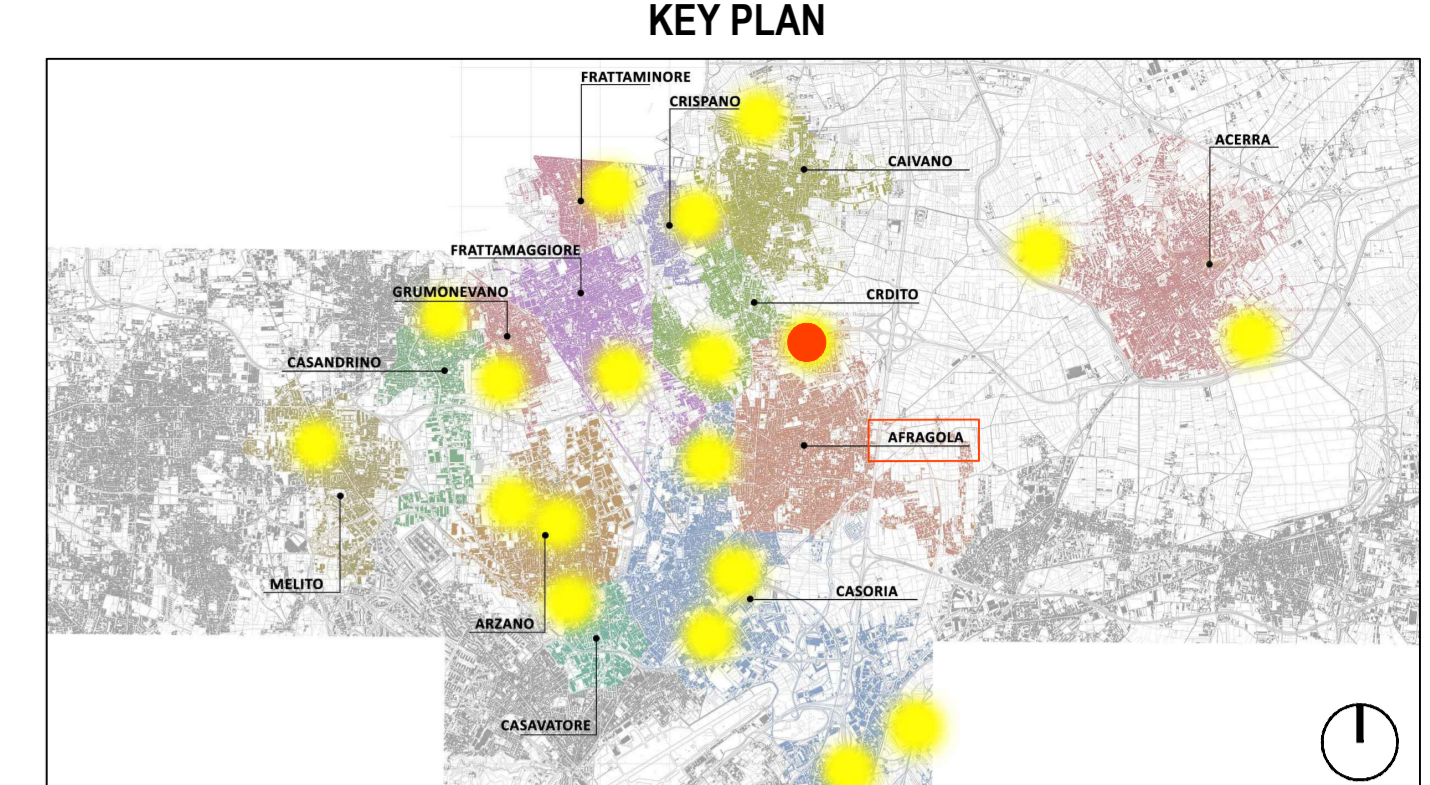 KEY PLAN
FRATTAMINORE
CRISPANO
ACERRA
CAIVANO
FRATTAMAGGIORE
GRUMONEVANO
CRDITO
CASANDRINO
AFRAGOLA
MELITO
CASORIA
ARZANO
CASAVATORE